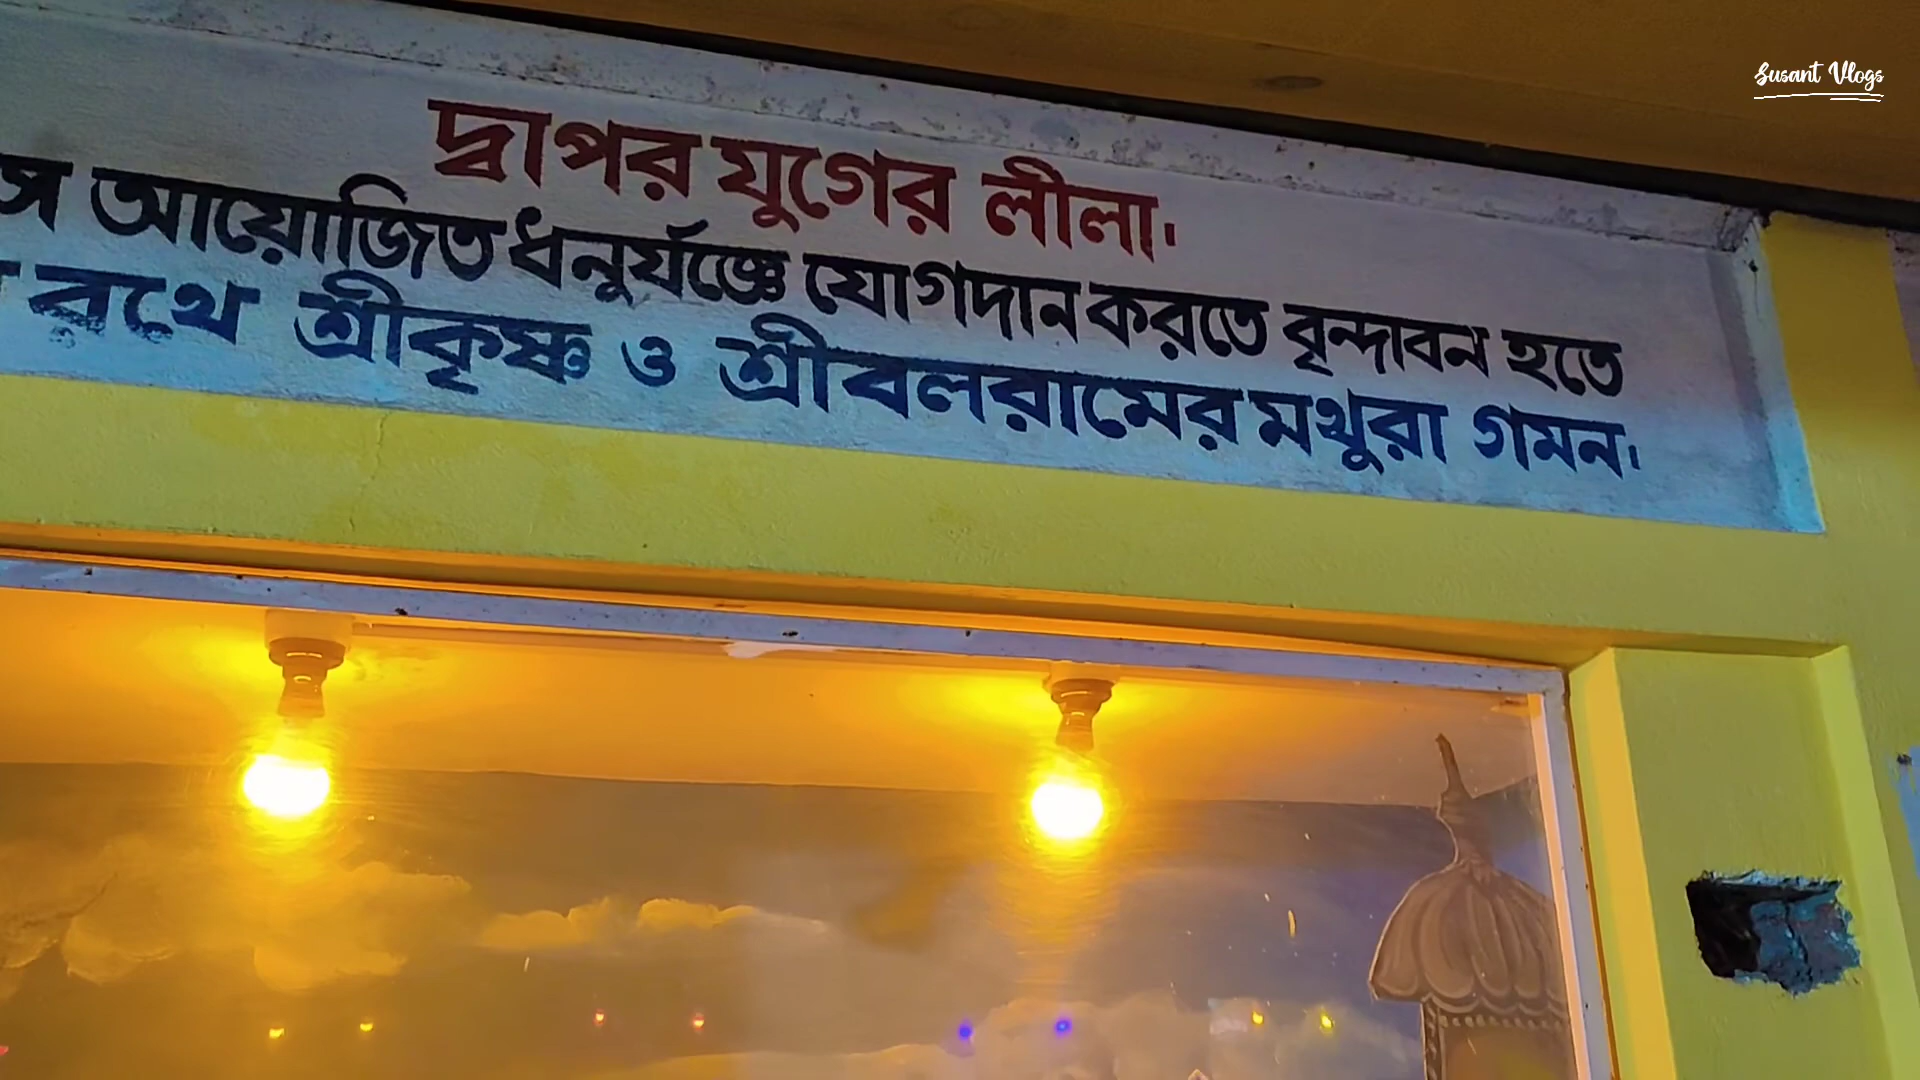 Susant Vlogs
দ্বাপর যুগের লীলা।
আয়োজিত ধনুর্যজ্ঞে যোগদান করতে বৃন্দাবন হতে
রথে শ্রীকৃষ্ণ ও শ্রীবলরামের মথুরা গমন।